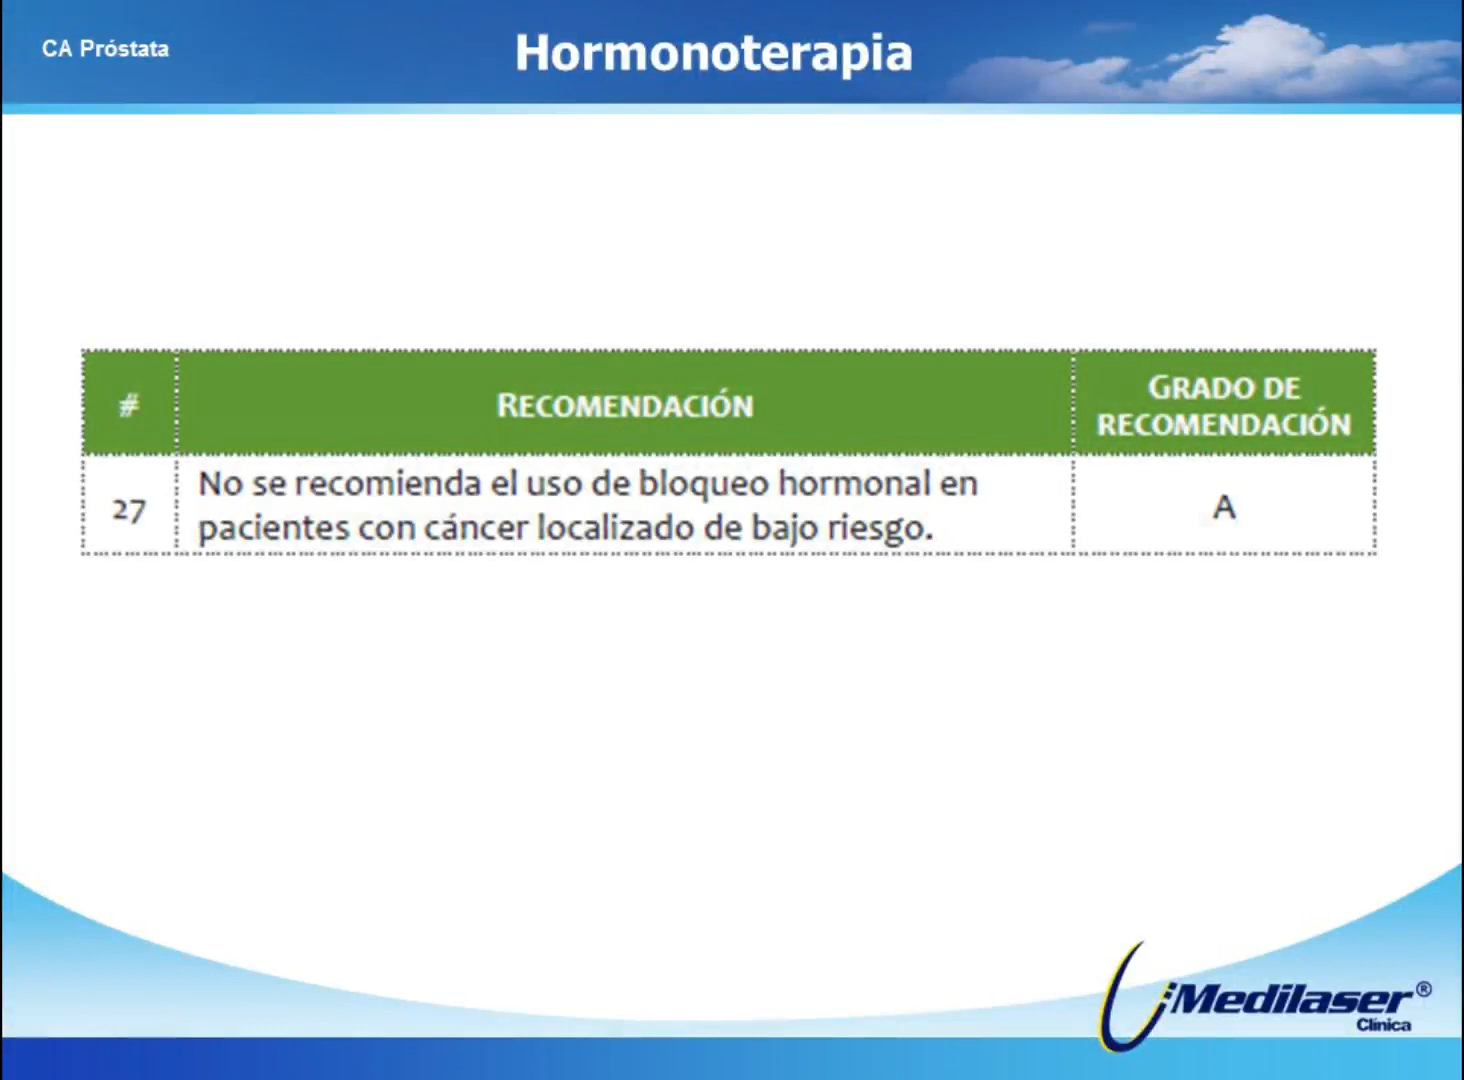 CA Próstata
Hormonoterapia
#
RECOMENDACIÓN
GRADO DE
RECOMENDACIÓN
27
No se recomienda el uso de bloqueo hormonal en
pacientes con cáncer localizado de bajo riesgo.
A
Medilaser®
Clínica